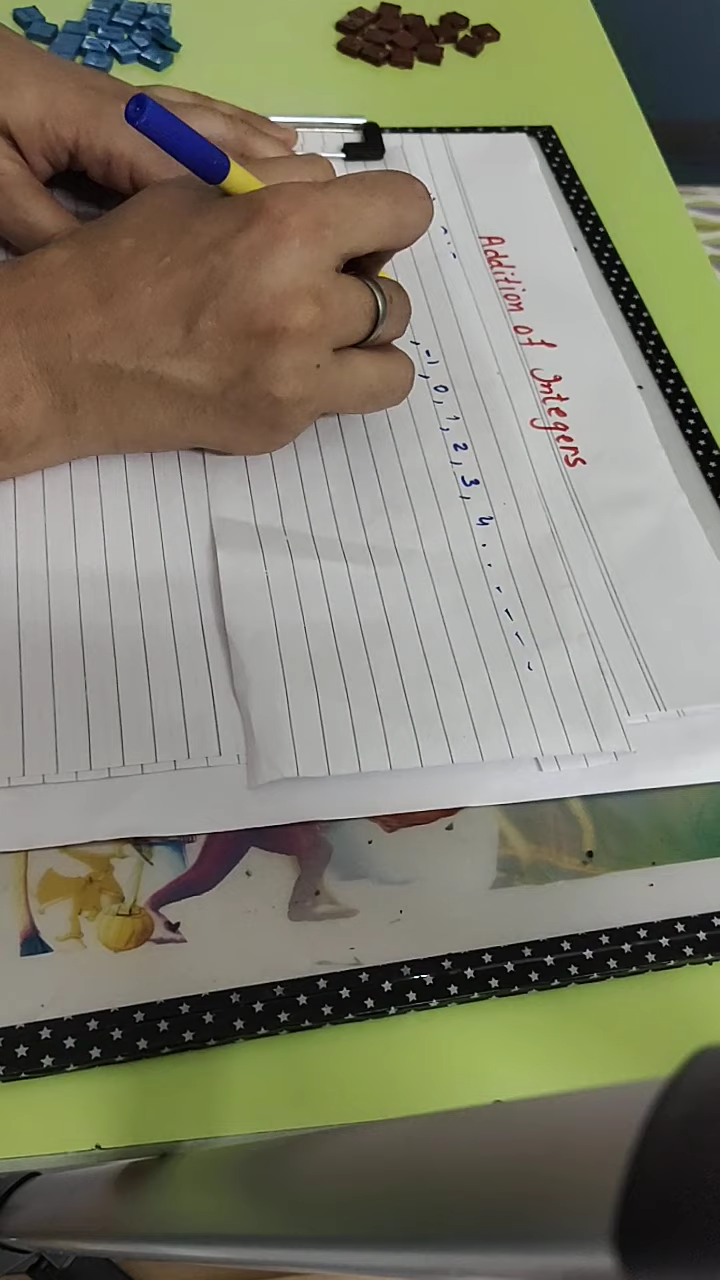 Addition of Integers
, -1, 0, 1, 2, 3, 4 . . . - - - -